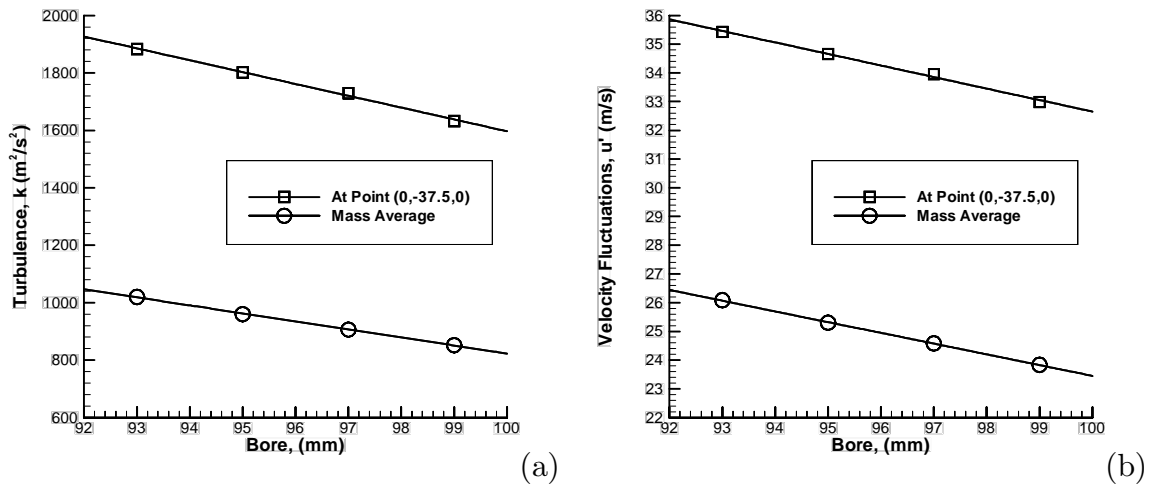 2000
1800
1600
1400
1200
1000
800
600
Turbulence, k (m²/s²)
At Point (0,-37.5,0)
Mass Average
92 93 94 95 96 97 98 99 100
Bore, (mm)
(a)
36
35
34
33
32
31
30
29
28
27
26
25
24
23
22
Velocity Fluctuations, u' (m/s)
At Point (0,-37.5,0)
Mass Average
92 93 94 95 96 97 98 99 100
Bore, (mm)
(b)